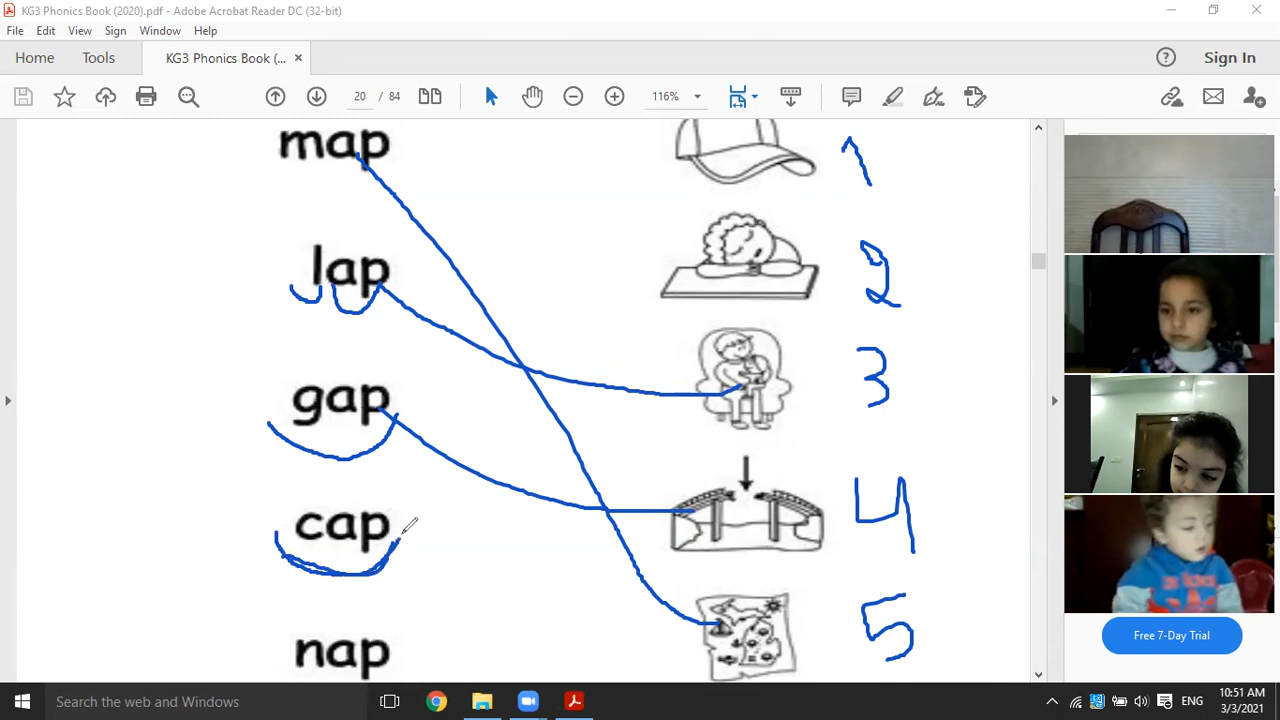 KG3 Phonics Book (2020).pdf - Adobe Acrobat Reader DC (32-bit)
File Edit View Sign Window Help
Home Tools KG3 Phonics Book (... × Sign In
20 / 84 116%
map 1
lap 2
gap 3
cap 4
nap 5
Free 7-Day Trial
Search the web and Windows ENG 10:51 AM
3/3/2021